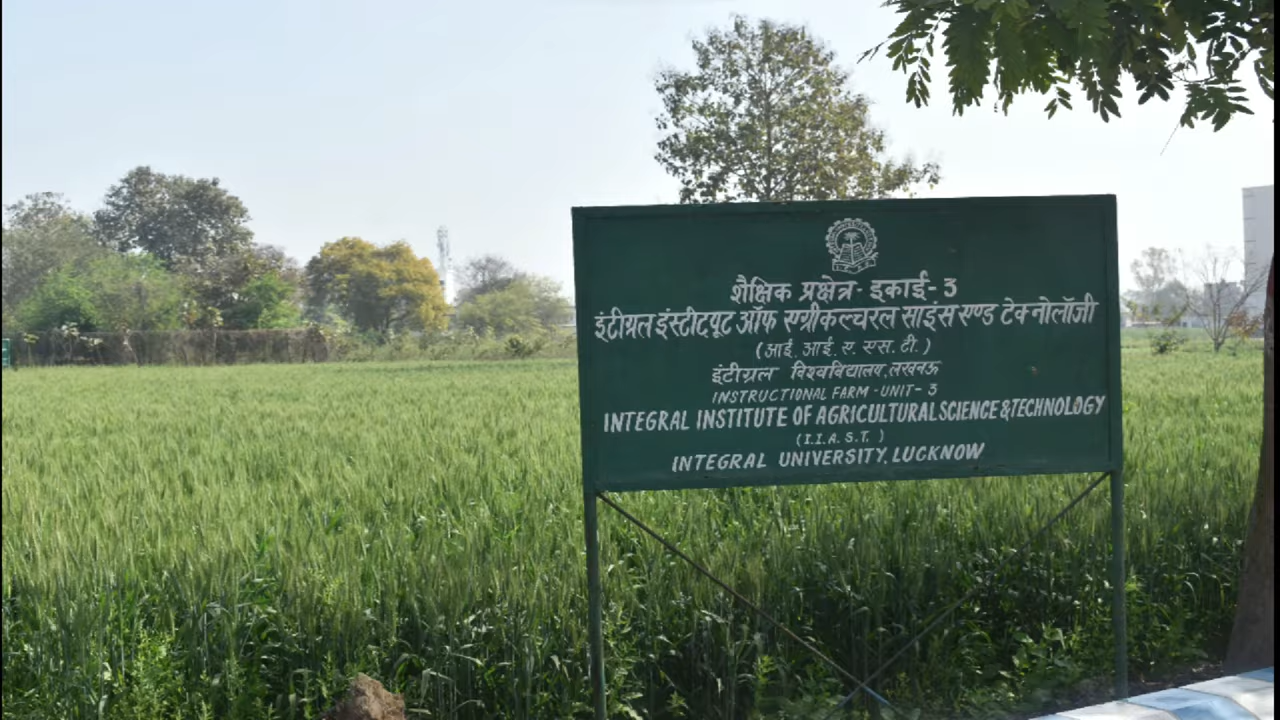 शैक्षिक प्रक्षेत्र - इकाई - 3
इंटीग्रल इंस्टीट्यूट ऑफ एग्रीकल्चरल साइंस एण्ड टेक्नोलॉजी
(आई. आई. ए. एस. टी.)
इंटीग्रल विश्वविद्यालय, लखनऊ
INSTRUCTIONAL FARM - UNIT - 3
INTEGRAL INSTITUTE OF AGRICULTURAL SCIENCE & TECHNOLOGY
(I.I.A.S.T.)
INTEGRAL UNIVERSITY, LUCKNOW